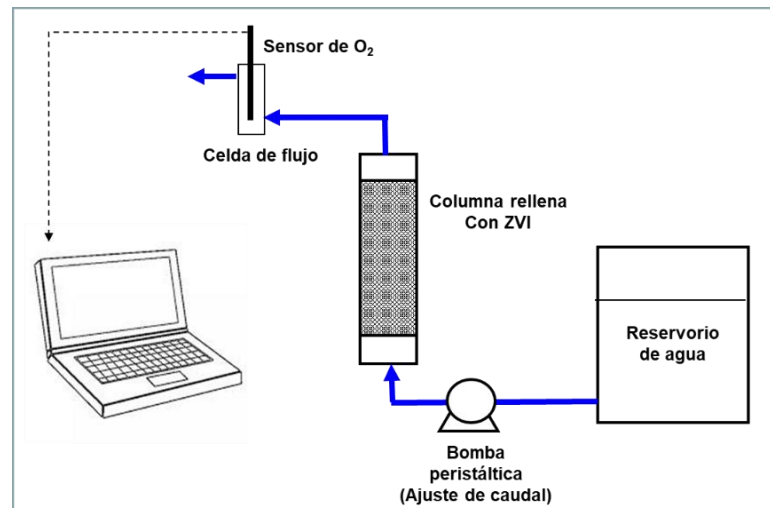 Sensor de O2
Celda de flujo
Columna rellena
Con ZVI
Reservorio
de agua
Bomba
peristáltica
(Ajuste de caudal)